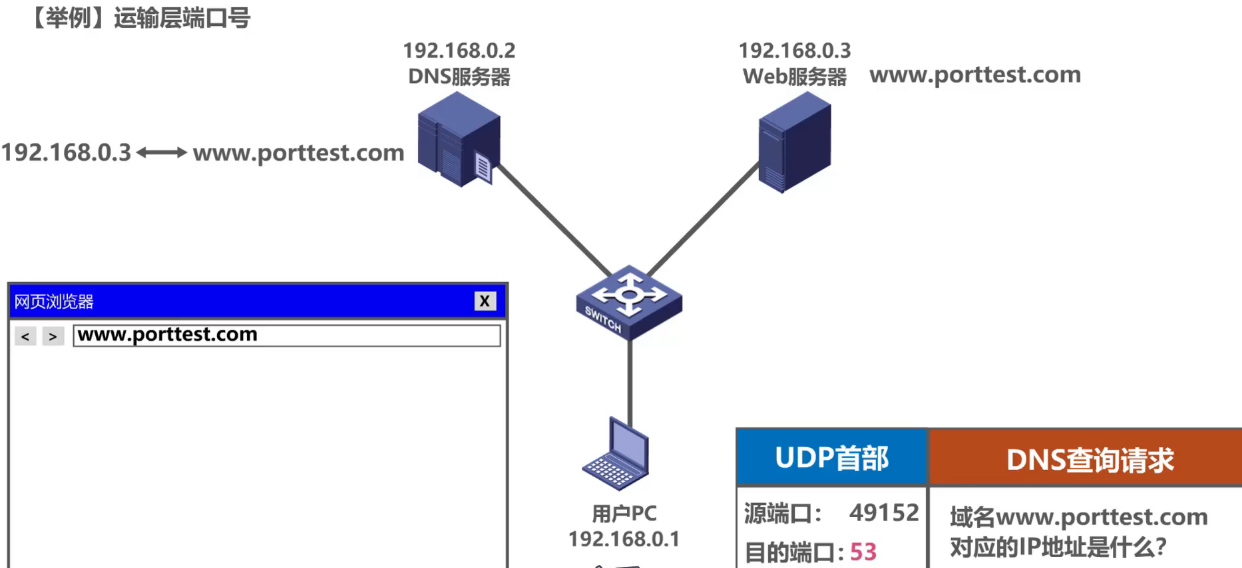 【举例】运输层端口号
192.168.0.2
DNS服务器
192.168.0.3
Web服务器
www.porttest.com
192.168.0.3
www.porttest.com
SWITCH
网页浏览器
X
< >
www.porttest.com
用户PC
192.168.0.1
UDP首部
DNS查询请求
源端口： 49152
目的端口：53
域名www.porttest.com
对应的IP地址是什么？